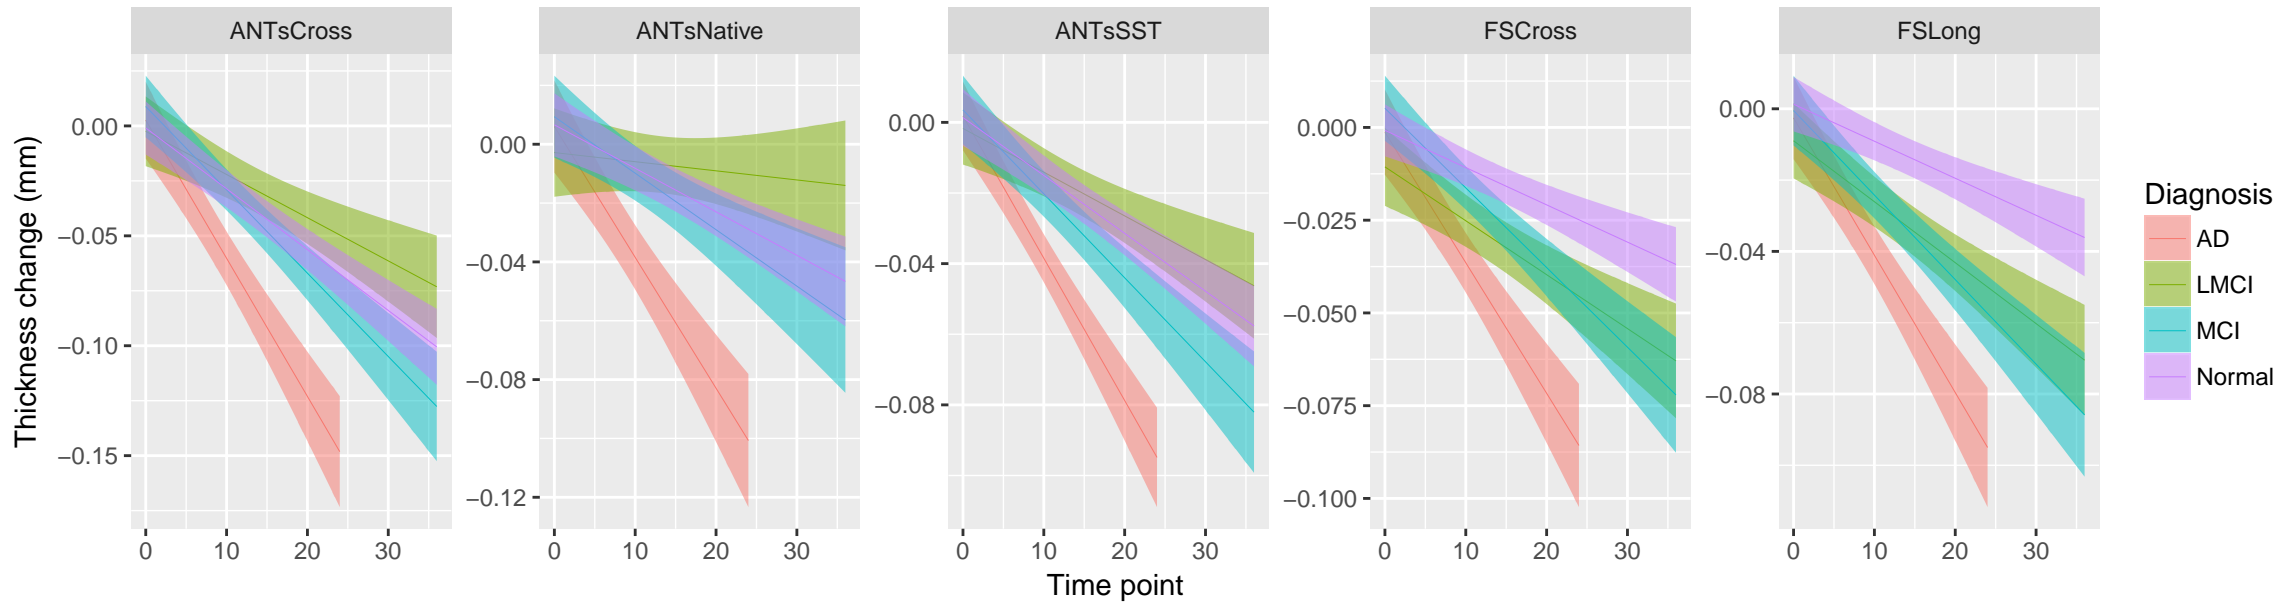 ANTsCross
ANTsNative
ANTsSST
FSCross
FSLong
Thickness change (mm)
0.00
−0.05
−0.10
−0.15
0 10 20 30
0.00
−0.04
−0.08
−0.12
0 10 20 30
0.00
−0.04
−0.08
0 10 20 30
0.000
−0.025
−0.050
−0.075
−0.100
0 10 20 30
0.00
−0.04
−0.08
0 10 20 30
Time point
Diagnosis
AD
LMCI
MCI
Normal